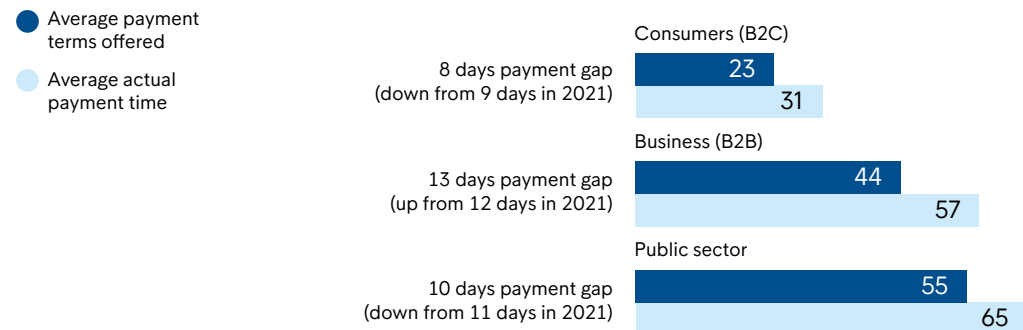 Average payment
terms offered
Average actual
payment time
Consumers (B2C)
8 days payment gap
(down from 9 days in 2021)
23
31
Business (B2B)
13 days payment gap
(up from 12 days in 2021)
44
57
Public sector
10 days payment gap
(down from 11 days in 2021)
55
65